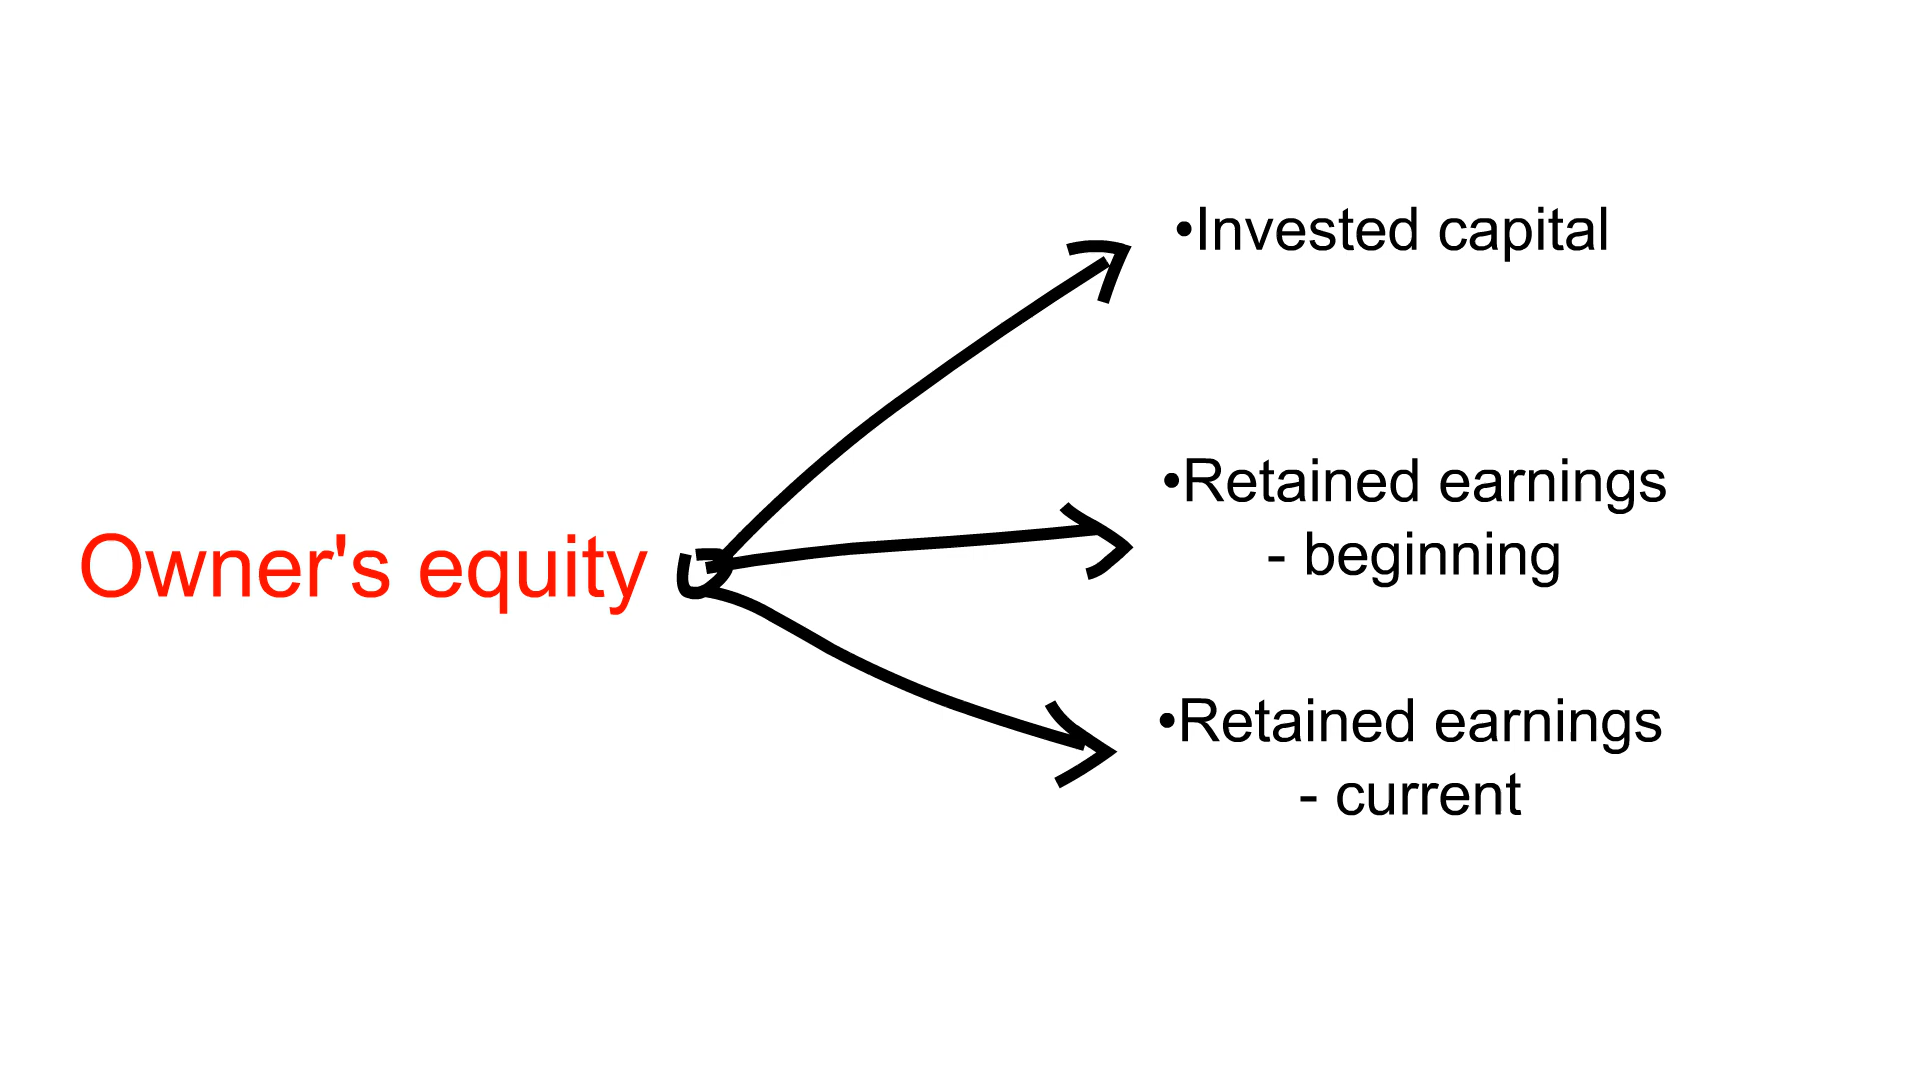 •Invested capital
Owner's equity
•Retained earnings
- beginning
•Retained earnings
- current